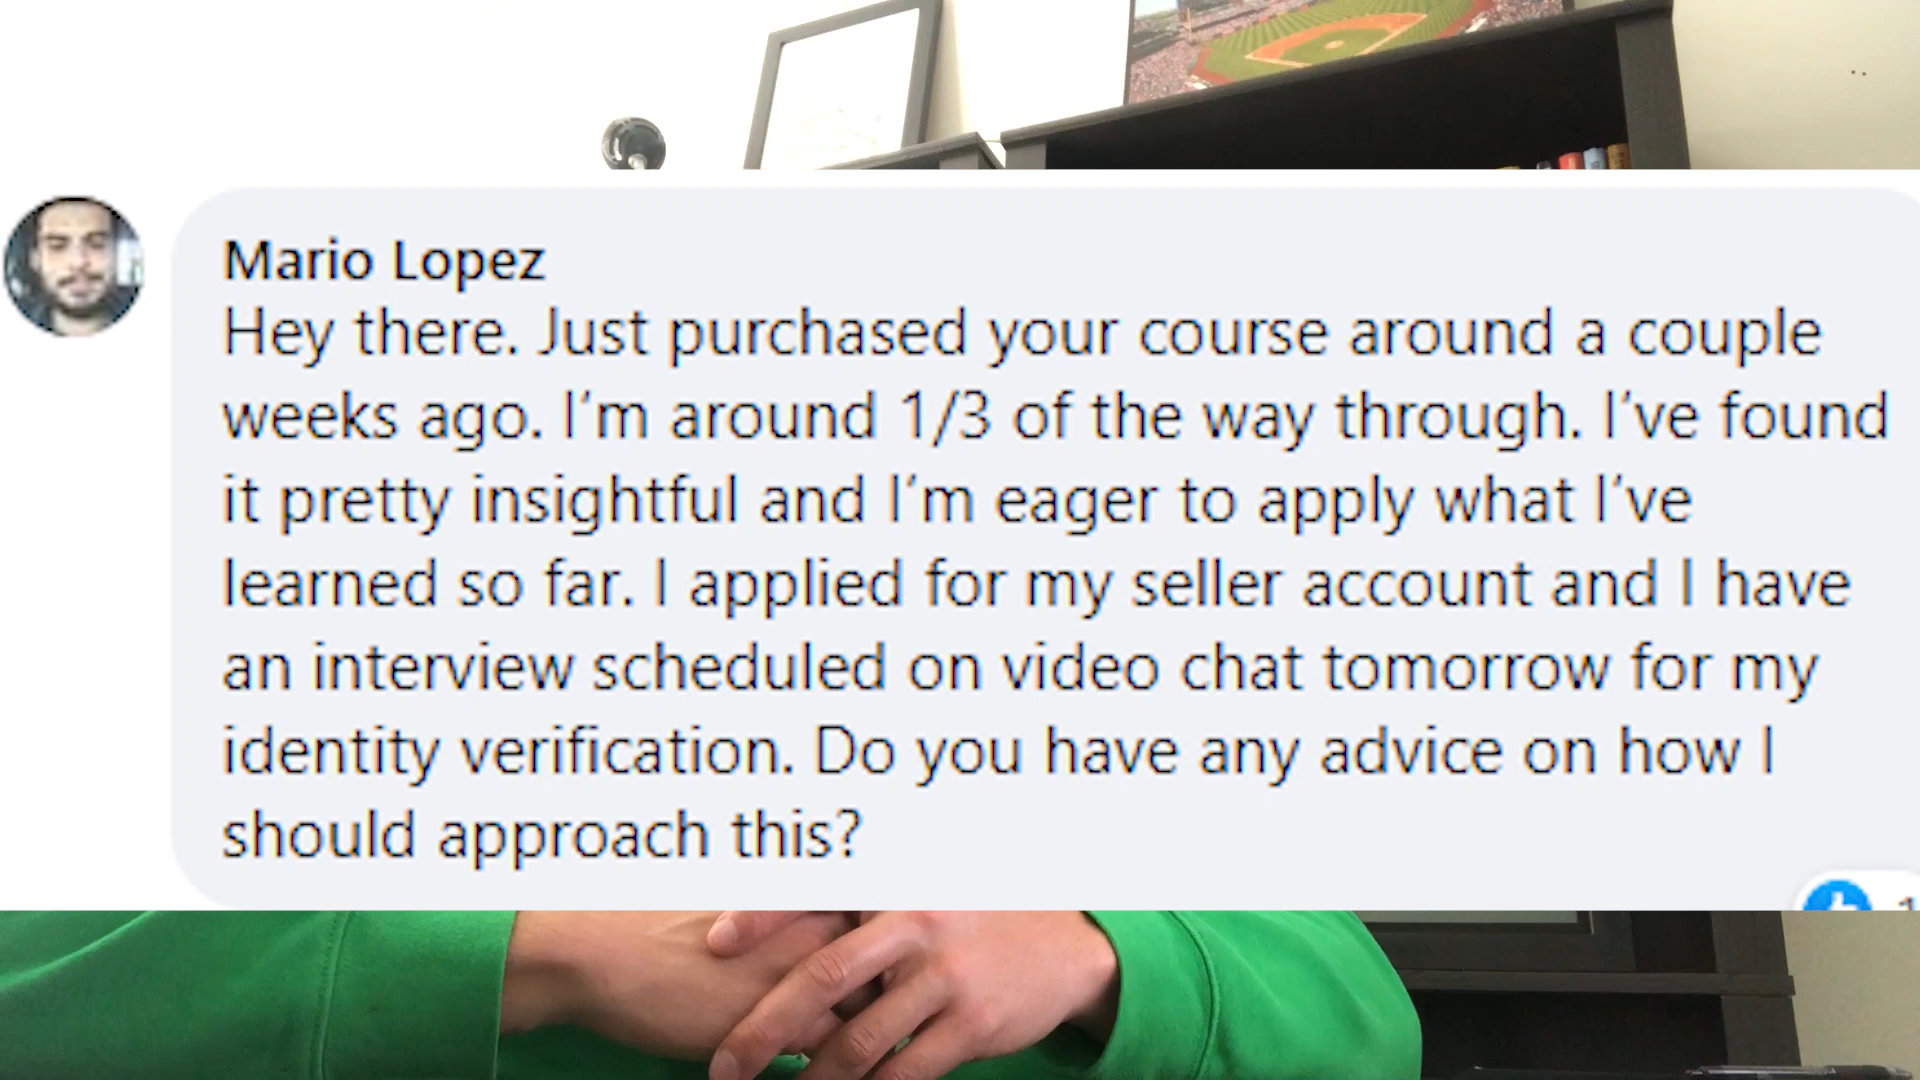 Mario Lopez
Hey there. Just purchased your course around a couple
weeks ago. I'm around 1/3 of the way through. I've found
it pretty insightful and I'm eager to apply what I've
learned so far. I applied for my seller account and I have
an interview scheduled on video chat tomorrow for my
identity verification. Do you have any advice on how I
should approach this?